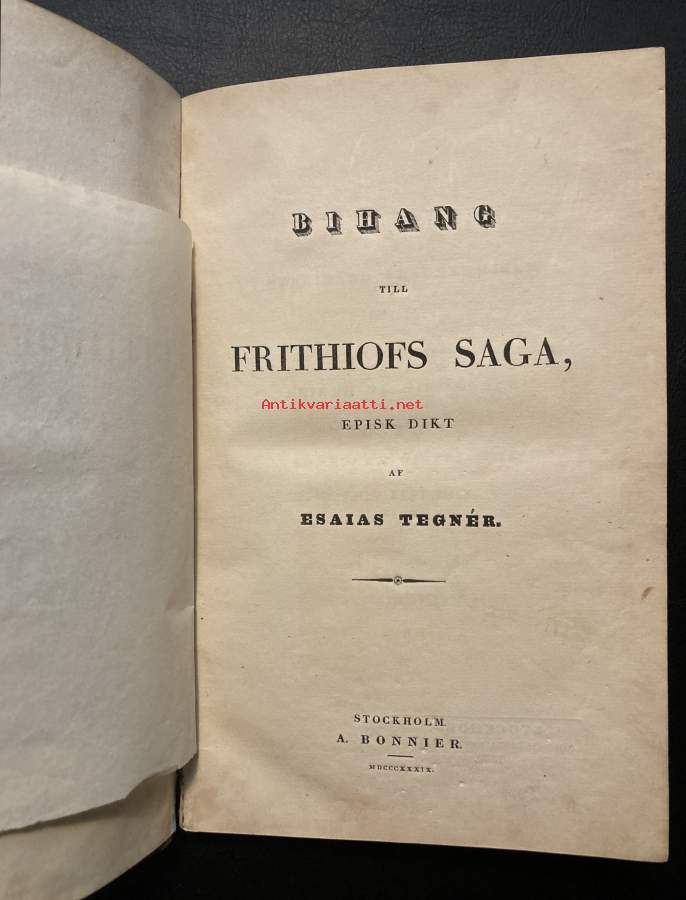 BIHANG
TILL
FRITHIOFS SAGA,
Antikvariaatti.net
EPISK DIKT
AF
ESAIAS TEGNÉR.
STOCKHOLM.
A. BONNIER.
MDCCCXXXIX.